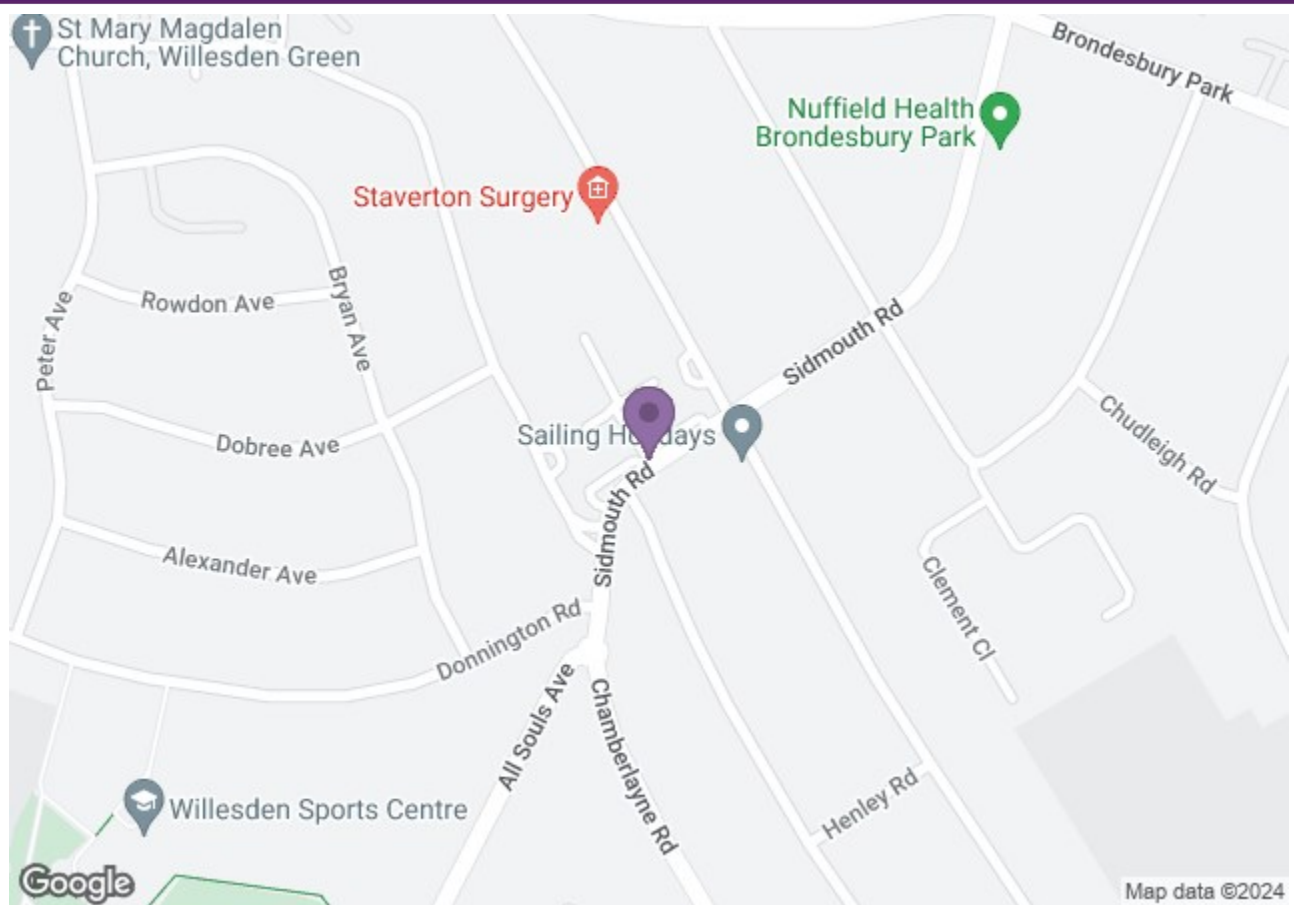 St Mary Magdalen
Church, Willesden Green
Brondesbury Park
Nuffield Health
Brondesbury Park
Staverton Surgery
Rowdon Ave
Bryan Ave
Peter Ave
Sidmouth Rd
Dobree Ave
Sailing Holidays
Chudleigh Rd
Sidmouth Rd
Alexander Ave
Clement Cl
Donnington Rd
All Souls Ave
Chamberlayne Rd
Willesden Sports Centre
Henley Rd
Google
Map data ©2024